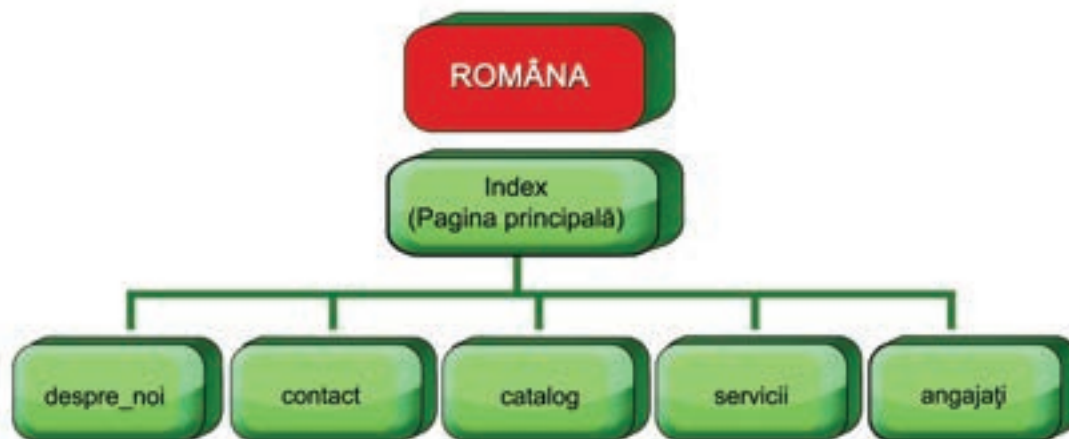 ROMÂNA
Index
(Pagina principală)
despre_noi
contact
catalog
servicii
angajaţi